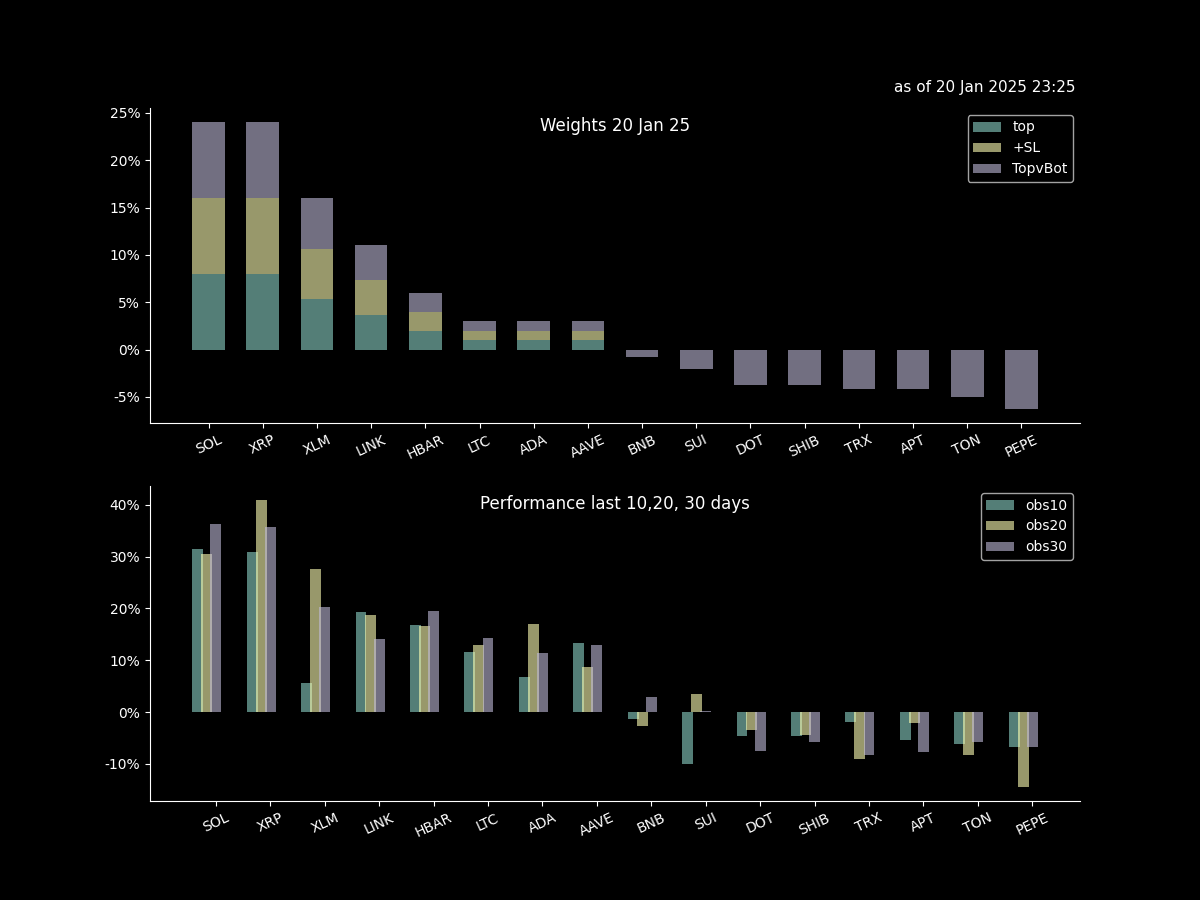 as of 20 Jan 2025 23:25
Weights 20 Jan 25
top
+SL
TopvBot
25%
20%
15%
10%
5%
0%
-5%
SOL XRP XLM LINK HBAR LTC ADA AAVE BNB SUI DOT SHIB TRX APT TON PEPE
Performance last 10,20, 30 days
obs10
obs20
obs30
40%
30%
20%
10%
0%
-10%
SOL XRP XLM LINK HBAR LTC ADA AAVE BNB SUI DOT SHIB TRX APT TON PEPE